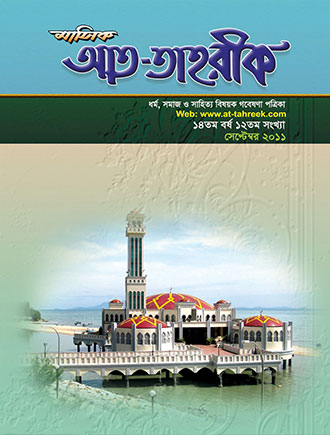 মাসিক
আত-তাহরীক
ধর্ম, সমাজ ও সাহিত্য বিষয়ক গবেষণা পত্রিকা
Web: www.at-tahreek.com
১৪তম বর্ষ ১২তম সংখ্যা
সেপ্টেম্বর ২০১১